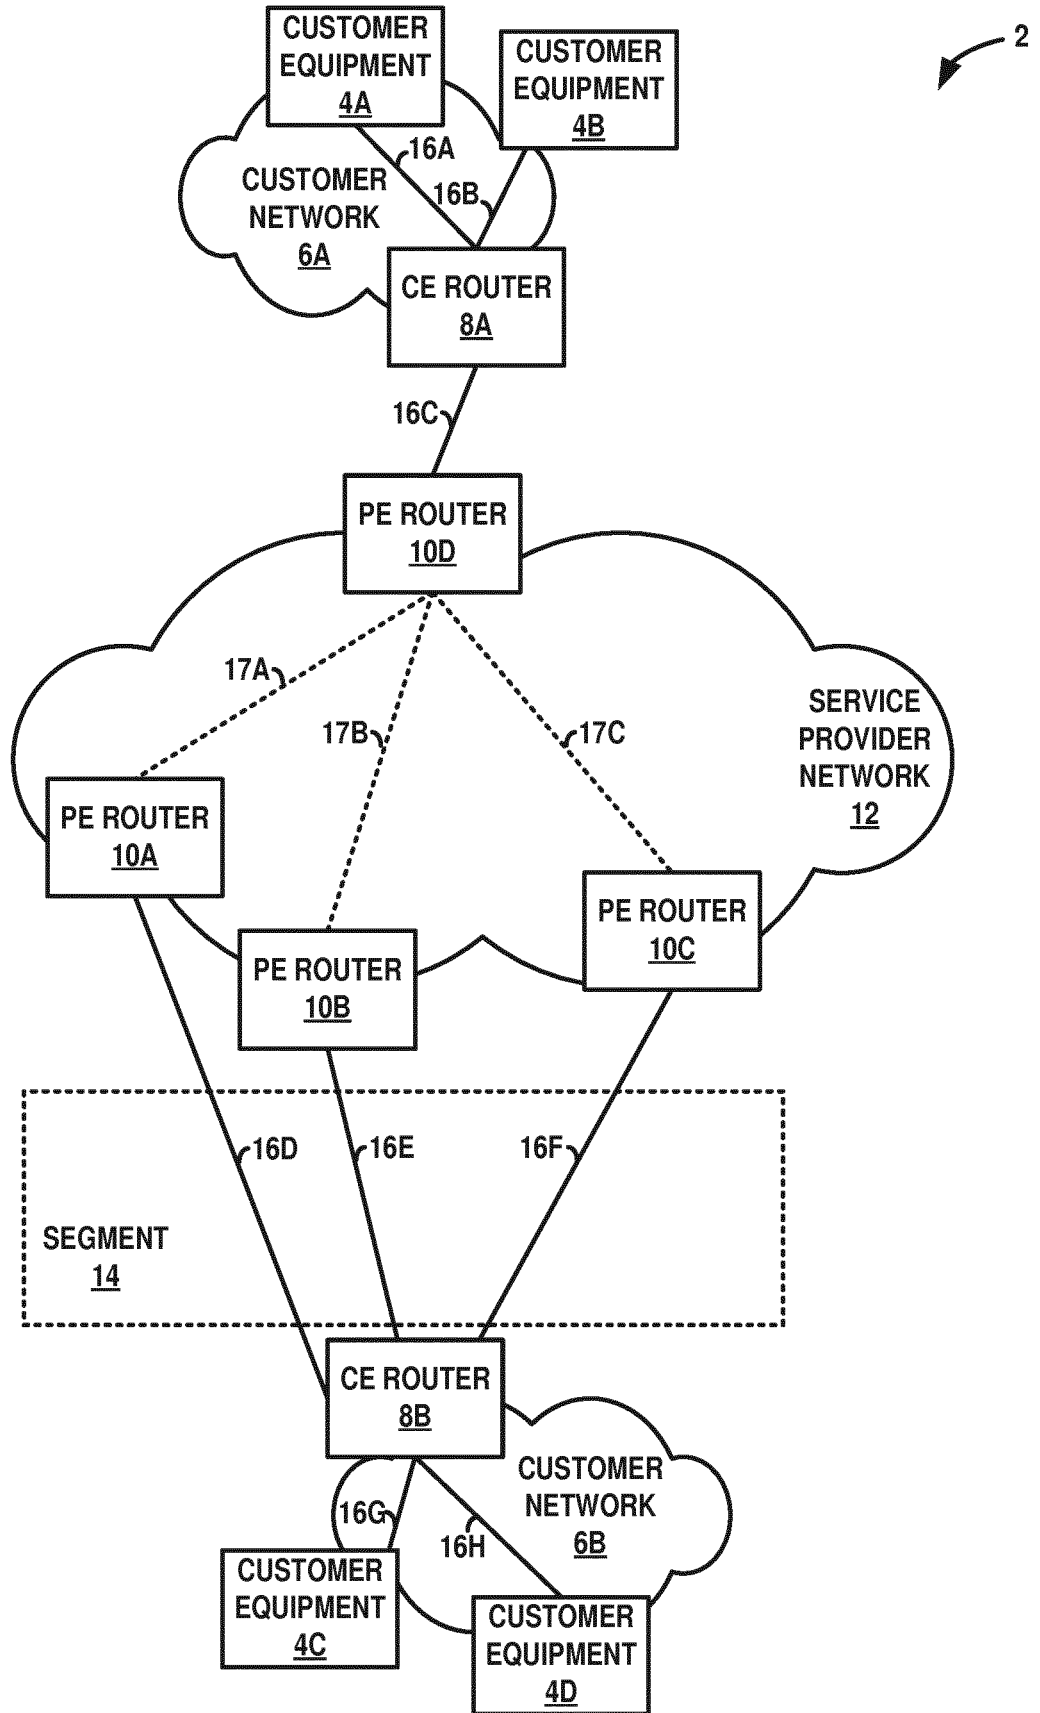 2
CUSTOMER
EQUIPMENT
4A
CUSTOMER
EQUIPMENT
4B
16A
CUSTOMER
NETWORK
6A
16B
CE ROUTER
8A
16C
PE ROUTER
10D
17A
17B
17C
SERVICE
PROVIDER
NETWORK
12
PE ROUTER
10A
PE ROUTER
10B
PE ROUTER
10C
16D
16E
16F
SEGMENT
14
CE ROUTER
8B
CUSTOMER
NETWORK
6B
16G
16H
CUSTOMER
EQUIPMENT
4C
CUSTOMER
EQUIPMENT
4D